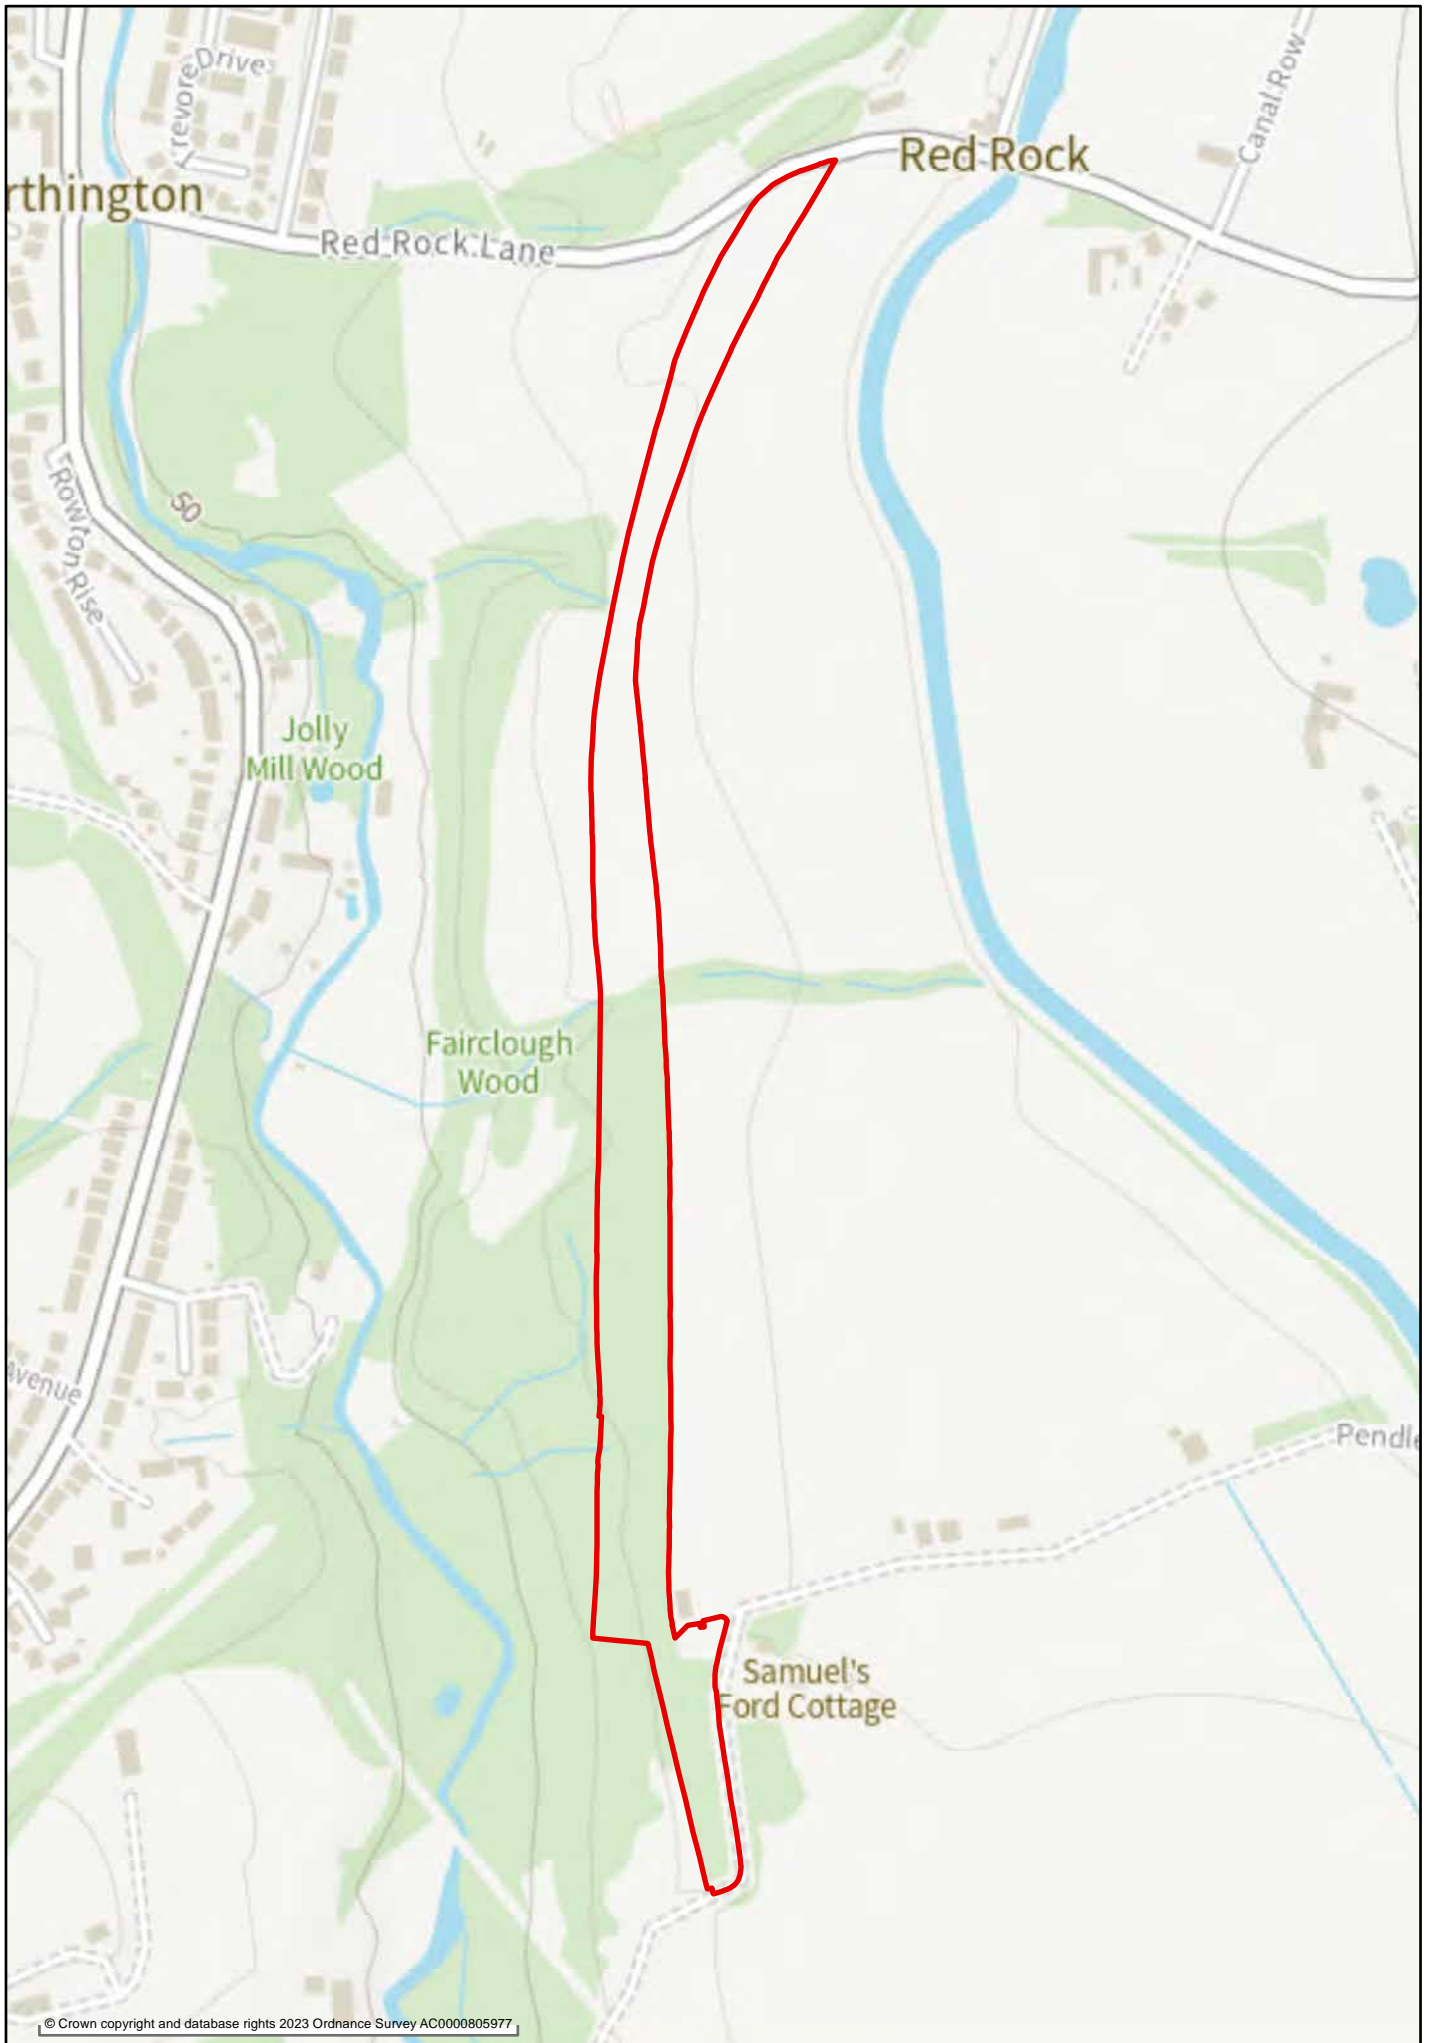 Trevore Drive
Canal Row
Red Rock
rthington
Red Rock Lane
50
Rowton Rise
Jolly
Mill Wood
Fairclough
Wood
Avenue
Pendle
Samuel's
Ford Cottage
© Crown copyright and database rights 2023 Ordnance Survey AC0000805977